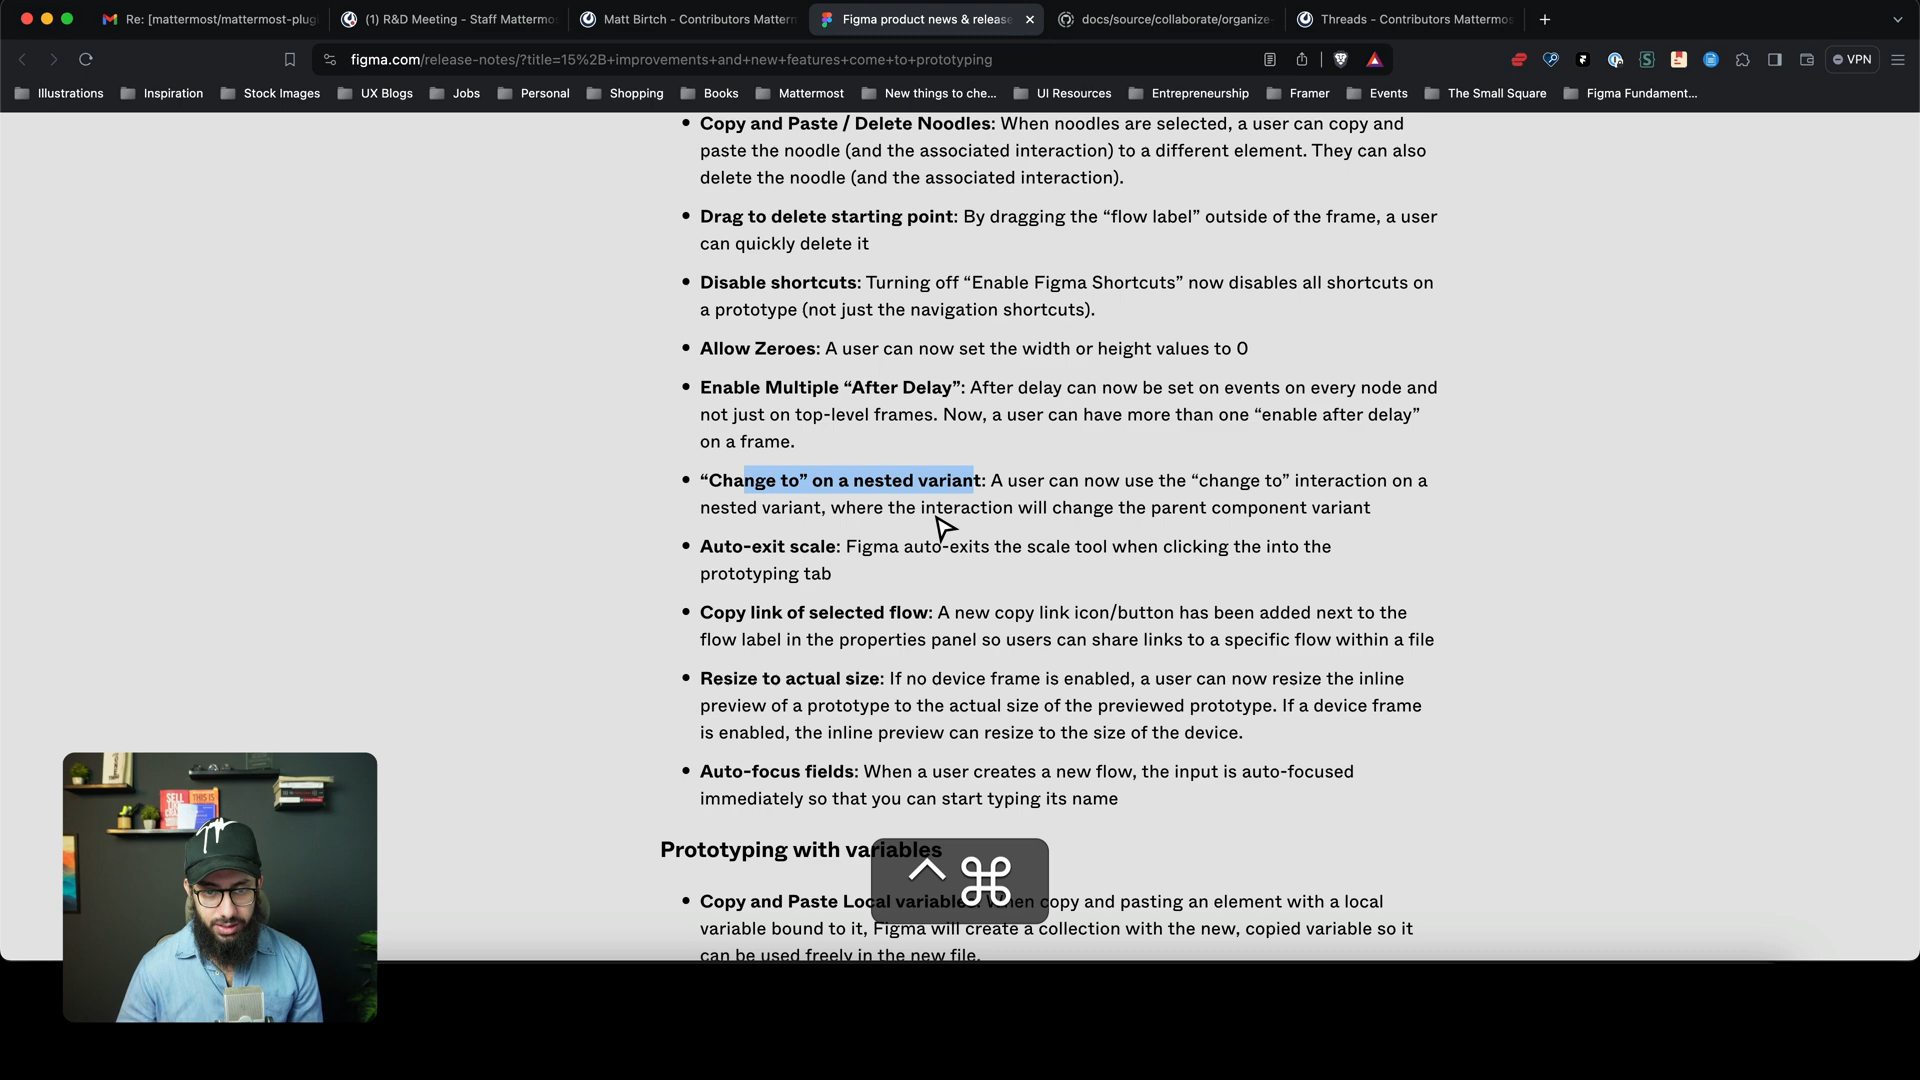 Re: [mattermost/mattermost-plugi
(1) R&D Meeting - Staff Mattermo
Matt Birtch - Contributors Mattern
Figma product news & release
docs/source/collaborate/organize-
Threads - Contributors Mattermos
figma.com/release-notes/?title=15%2B+improvements+and+new+features+come+to+prototyping
VPN
Illustrations
Inspiration
Stock Images
UX Blogs
Jobs
Personal
Shopping
Books
Mattermost
New things to che...
UI Resources
Entrepreneurship
Framer
Events
The Small Square
Figma Fundament...
• Copy and Paste / Delete Noodles: When noodles are selected, a user can copy and
paste the noodle (and the associated interaction) to a different element. They can also
delete the noodle (and the associated interaction).
• Drag to delete starting point: By dragging the “flow label” outside of the frame, a user
can quickly delete it
• Disable shortcuts: Turning off “Enable Figma Shortcuts” now disables all shortcuts on
a prototype (not just the navigation shortcuts).
• Allow Zeroes: A user can now set the width or height values to 0
• Enable Multiple “After Delay”: After delay can now be set on events on every node and
not just on top-level frames. Now, a user can have more than one “enable after delay”
on a frame.
• “Change to” on a nested variant: A user can now use the “change to” interaction on a
nested variant, where the interaction will change the parent component variant
• Auto-exit scale: Figma auto-exits the scale tool when clicking the into the
prototyping tab
• Copy link of selected flow: A new copy link icon/button has been added next to the
flow label in the properties panel so users can share links to a specific flow within a file
• Resize to actual size: If no device frame is enabled, a user can now resize the inline
preview of a prototype to the actual size of the previewed prototype. If a device frame
is enabled, the inline preview can resize to the size of the device.
• Auto-focus fields: When a user creates a new flow, the input is auto-focused
immediately so that you can start typing its name
Prototyping with variables
⌃ ⌘
• Copy and Paste Local variables: When copy and pasting an element with a local
variable bound to it, Figma will create a collection with the new, copied variable so it
can be used freely in the new file.
SELL
THIS IS